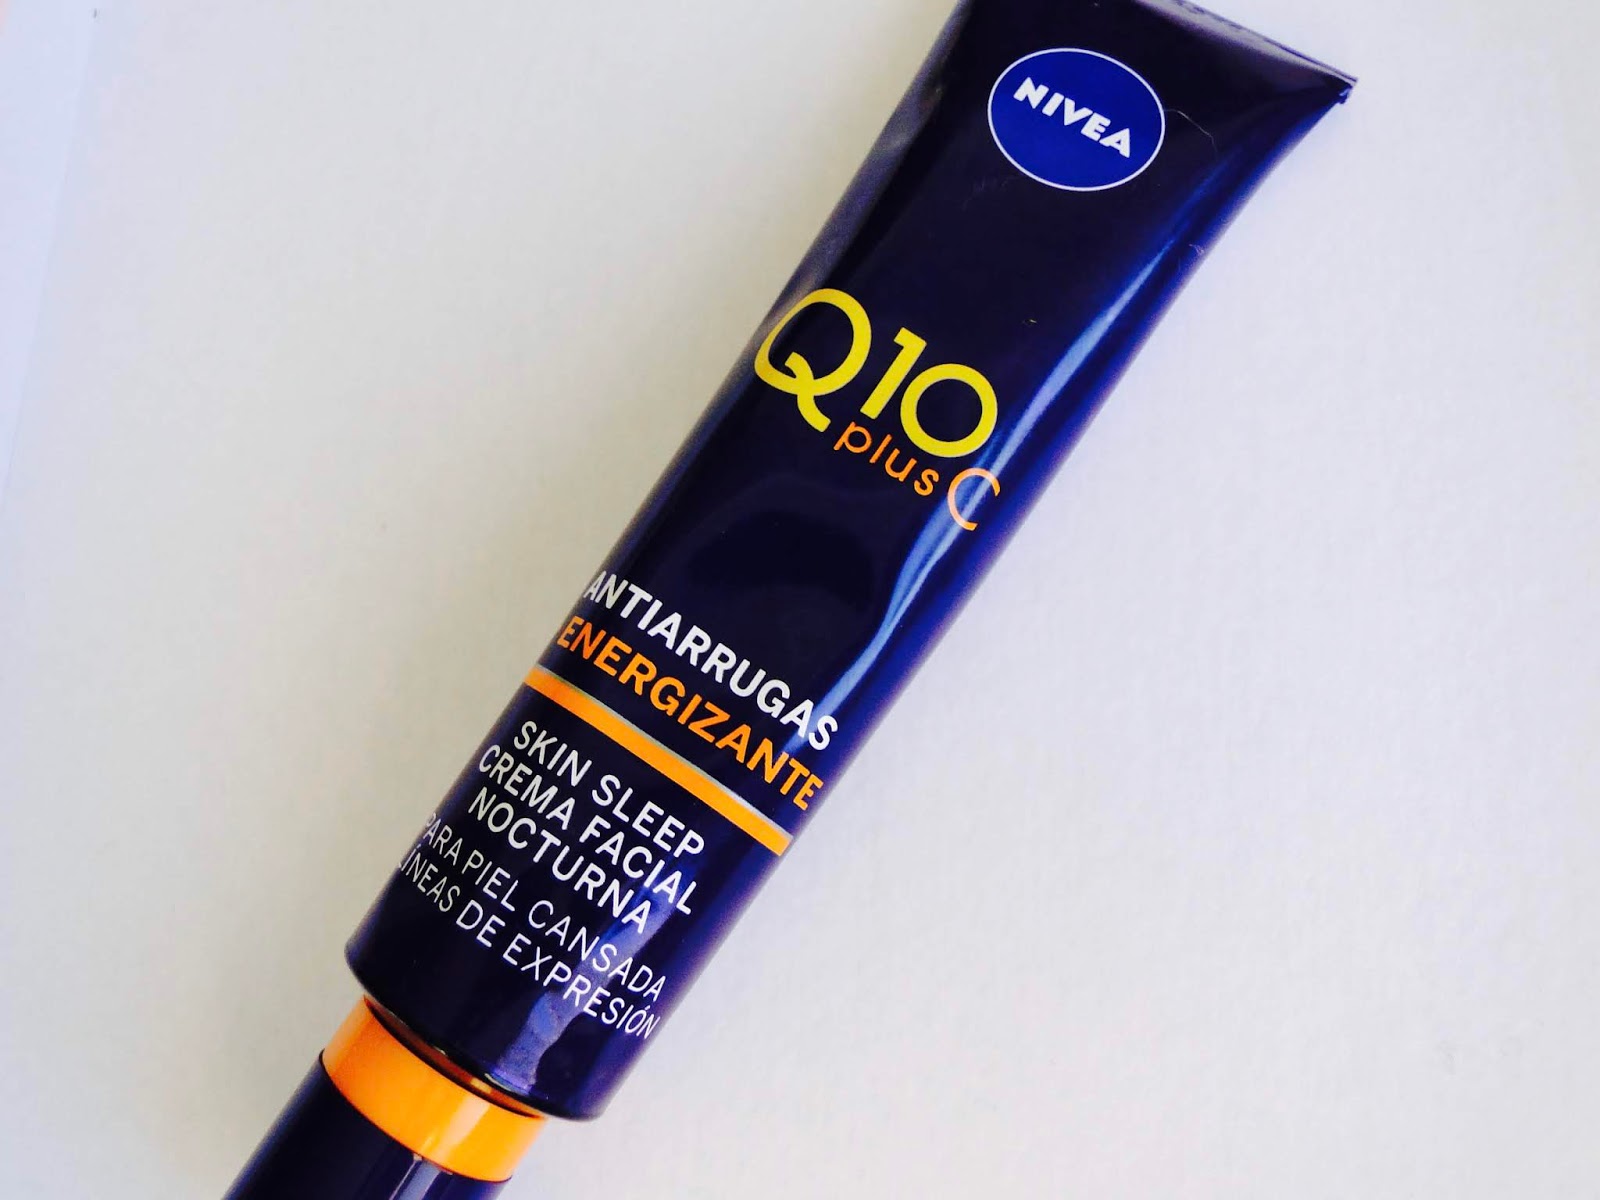 NIVEA
Q10
plus C
ANTIARRUGAS
ENERGIZANTE
SKIN SLEEP
CREMA FACIAL
NOCTURNA
PARA PIEL CANSADA
LÍNEAS DE EXPRESIÓN